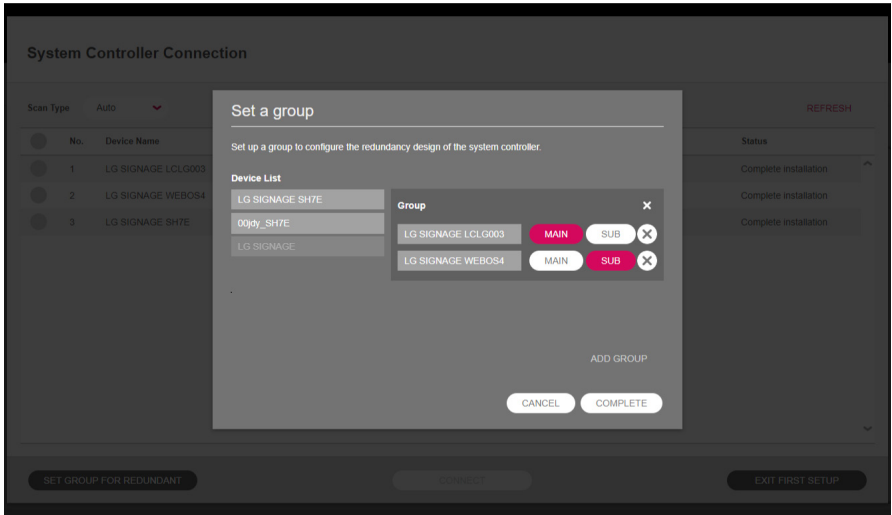 System Controller Connection
Scan Type Auto REFRESH
No. Device Name Status
1 LG SIGNAGE LCLG003 Complete installation
2 LG SIGNAGE WEBOS4 Complete installation
3 LG SIGNAGE SH7E Complete installation
Set a group
Set up a group to configure the redundancy design of the system controller.
Device List
LG SIGNAGE SH7E
00jdy_SH7E
LG SIGNAGE
Group
LG SIGNAGE LCLG003 MAIN SUB
LG SIGNAGE WEBOS4 MAIN SUB
.
ADD GROUP
CANCEL COMPLETE
SET GROUP FOR REDUNDANT CONNECT EXIT FIRST SETUP